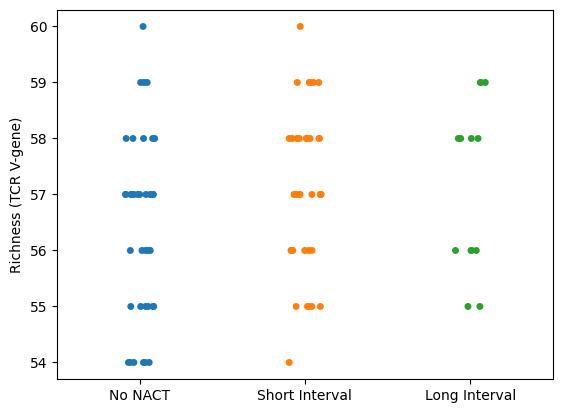 Richness (TCR V-gene)
60
59
58
57
56
55
54
No NACT
Short Interval
Long Interval